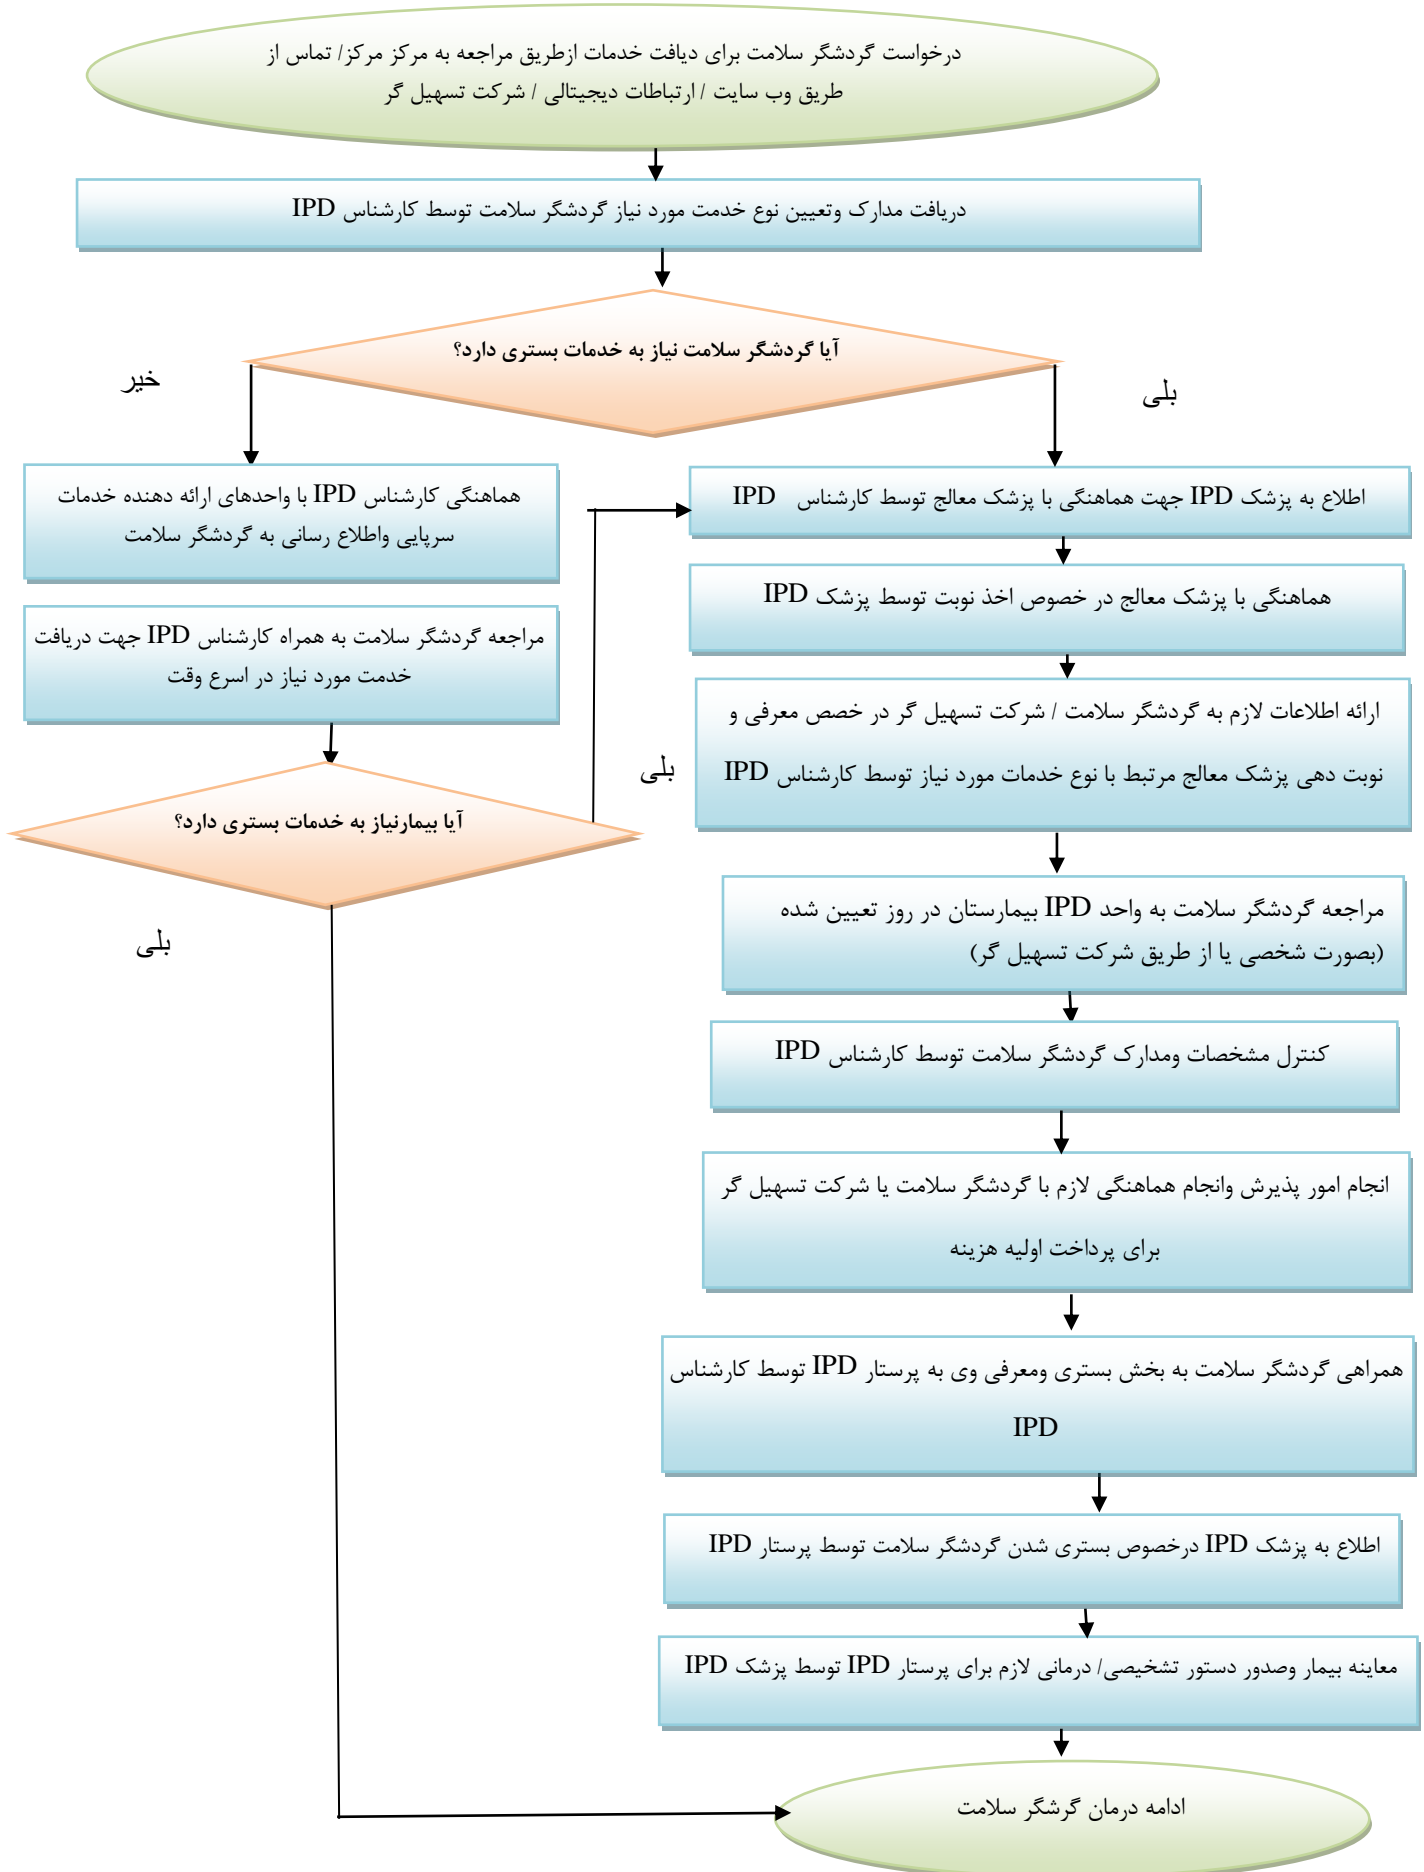 درخواست گردشگر سلامت برای دیافت خدمات ازطریق مراجعه به مرکز مرکز/ تماس از
طریق وب سایت / ارتباطات دیجیتالی / شرکت تسهیل گر
دریافت مدارک وتعیین نوع خدمت مورد نیاز گردشگر سلامت توسط کارشناس IPD
آیا گردشگر سلامت نیاز به خدمات بستری دارد؟
بلی
خیر
اطلاع به پزشک IPD جهت هماهنگی با پزشک معالج توسط کارشناس IPD
هماهنگی با پزشک معالج در خصوص اخذ نوبت توسط پزشک IPD
ارائه اطلاعات لازم به گردشگر سلامت / شرکت تسهیل گر در خصص معرفی و
نوبت دهی پزشک معالج مرتبط با نوع خدمات مورد نیاز توسط کارشناس IPD
مراجعه گردشگر سلامت به واحد IPD بیمارستان در روز تعیین شده
(بصورت شخصی یا از طریق شرکت تسهیل گر)
کنترل مشخصات ومدارک گردشگر سلامت توسط کارشناس IPD
انجام امور پذیرش وانجام هماهنگی لازم با گردشگر سلامت یا شرکت تسهیل گر
برای پرداخت اولیه هزینه
همراهی گردشگر سلامت به بخش بستری ومعرفی وی به پرستار IPD توسط کارشناس
IPD
اطلاع به پزشک IPD درخصوص بستری شدن گردشگر سلامت توسط پرستار IPD
معاینه بیمار وصدور دستور تشخیصی/ درمانی لازم برای پرستار IPD توسط پزشک IPD
هماهنگی کارشناس IPD با واحدهای ارائه دهنده خدمات
سرپایی واطلاع رسانی به گردشگر سلامت
مراجعه گردشگر سلامت به همراه کارشناس IPD جهت دریافت
خدمت مورد نیاز در اسرع وقت
آیا بیمارنیاز به خدمات بستری دارد؟
بلی
بلی
ادامه درمان گرشگر سلامت